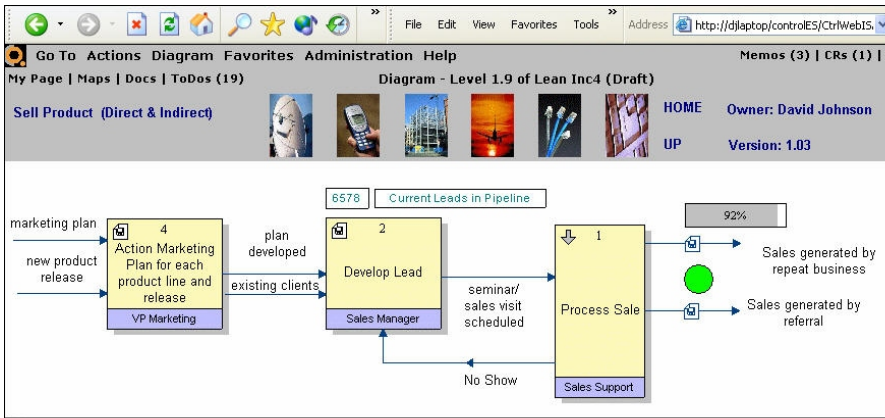 »
File Edit View Favorites Tools
»
Address http://djlaptop/controlES/CtrlWebIS.
Go To Actions Diagram Favorites Administration Help
Memos (3) | CRs (1) |
My Page | Maps | Docs | ToDos (19)
Diagram - Level 1.9 of Lean Inc4 (Draft)
Sell Product (Direct & Indirect)
HOME
Owner: David Johnson
UP
Version: 1.03
6578
Current Leads in Pipeline
92%
marketing plan
new product
release
4
Action Marketing
Plan for each
product line and
release
VP Marketing
plan
developed
existing clients
2
Develop Lead
Sales Manager
seminar/
sales visit
scheduled
No Show
1
Process Sale
Sales Support
Sales generated by
repeat business
Sales generated by
referral